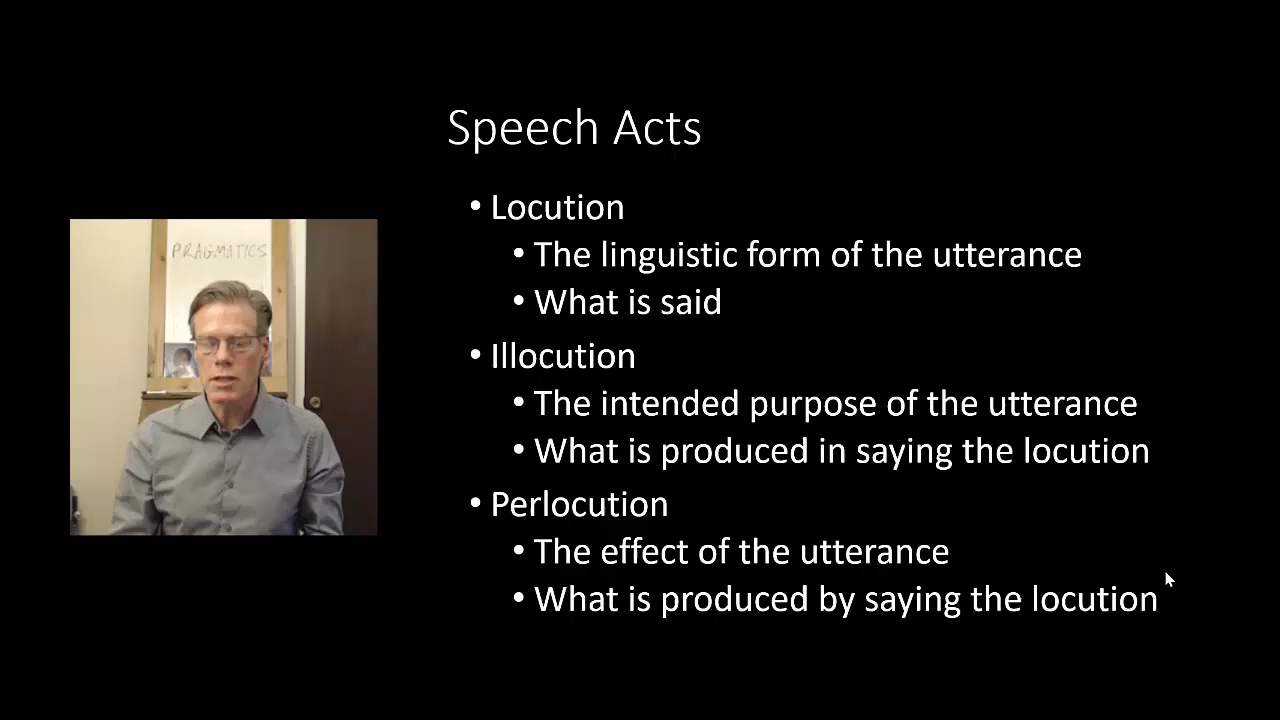 Speech Acts
PRAGMATICS
• Locution
• The linguistic form of the utterance
• What is said
• Illocution
• The intended purpose of the utterance
• What is produced in saying the locution
• Perlocution
• The effect of the utterance
• What is produced by saying the locution